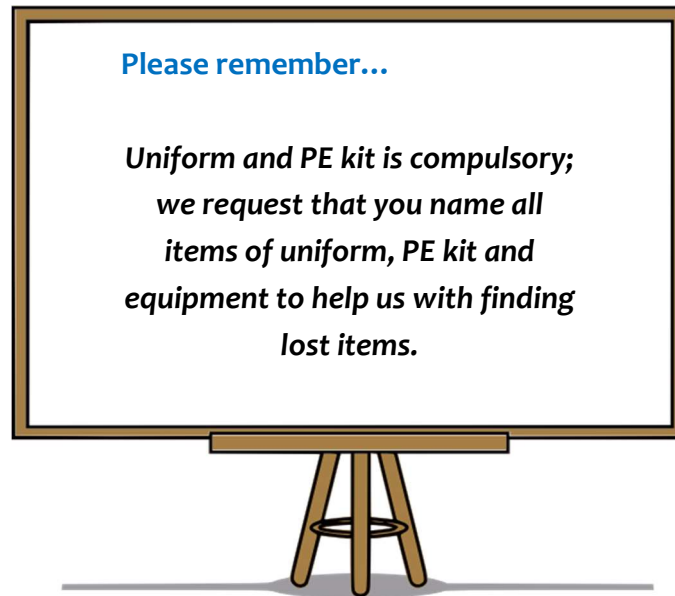 Please remember...
Uniform and PE kit is compulsory;
we request that you name all
items of uniform, PE kit and
equipment to help us with finding
lost items.